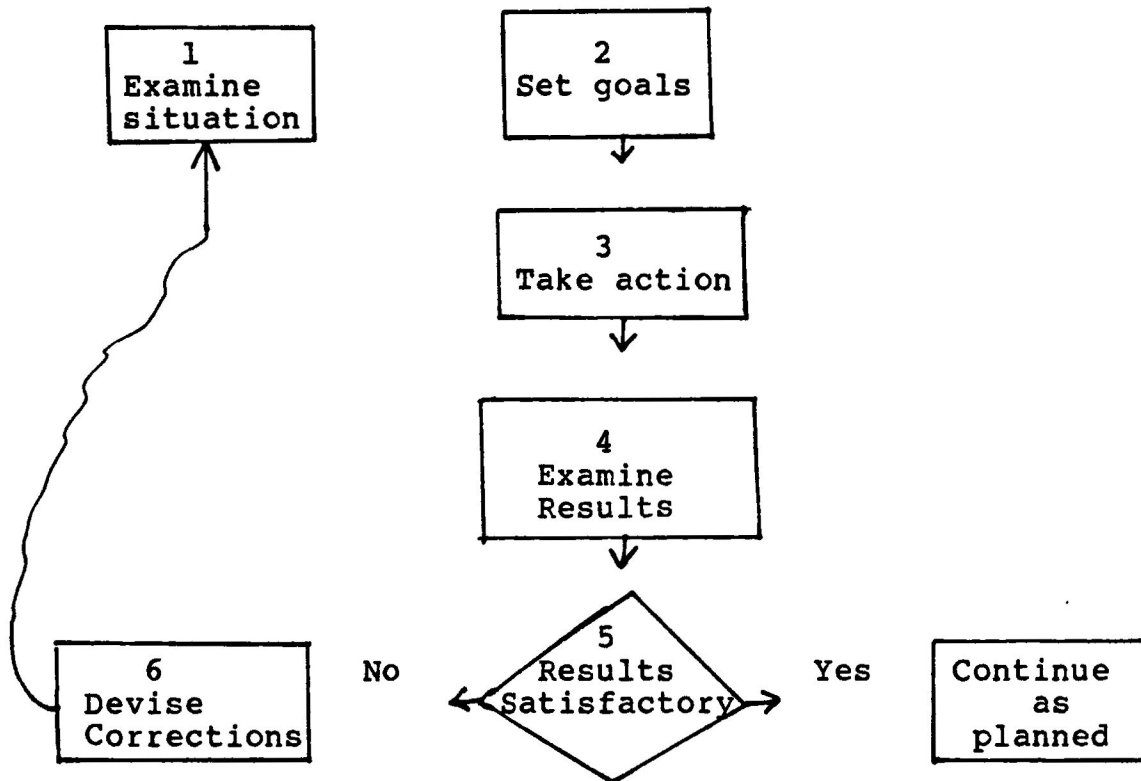 1
Examine
situation
2
Set goals
3
Take action
4
Examine
Results
5
Results
Satisfactory
No
Yes
6
Devise
Corrections
Continue
as
planned